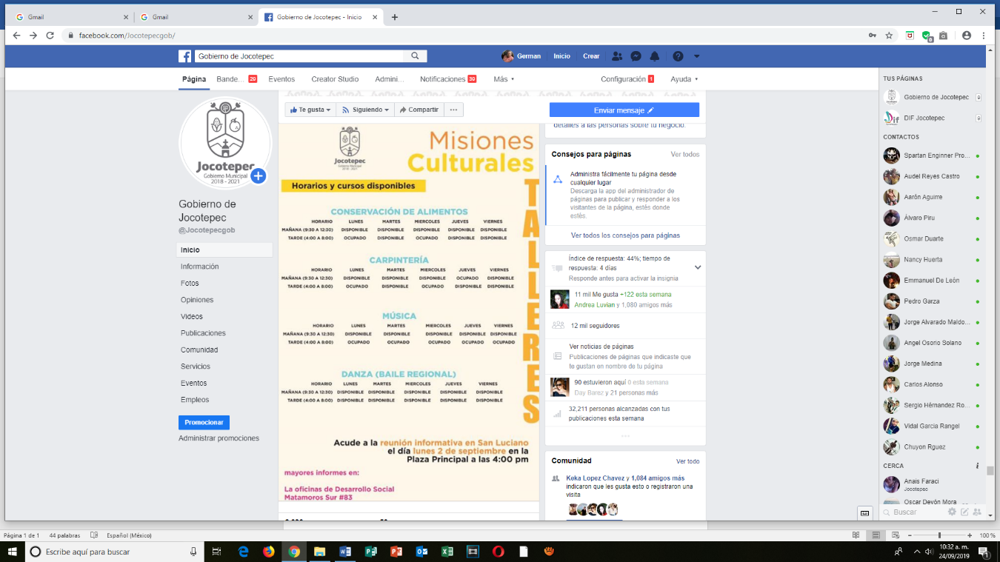 Gmail
Gmail
Gobierno de Jocotepec - Inicio
facebook.com/Jocotepecgob/
Gobierno de Jocotepec
German Inicio Crear
Página Bande... 20 Eventos Creator Studio Admini... Notificaciones 30 Más Configuración 1 Ayuda
Te gusta Siguiendo Compartir ... Enviar mensaje
Jocotepec
Gobierno Municipal
2018 - 2021
Gobierno de
Jocotepec
@Jocotepecgob
Inicio
Información
Fotos
Opiniones
Videos
Publicaciones
Comunidad
Servicios
Eventos
Empleos
Promocionar
Administrar promociones
Jocotepec
Misiones
Culturales
Horarios y cursos disponibles
TALLERES
CONSERVACIÓN DE ALIMENTOS
HORARIO LUNES MARTES MIERCOLES JUEVES VIERNES
MAÑANA (9:30 A 12:30) DISPONIBLE DISPONIBLE DISPONIBLE DISPONIBLE DISPONIBLE
TARDE (4:00 A 8:00) OCUPADO DISPONIBLE OCUPADO DISPONIBLE DISPONIBLE
CARPINTERÍA
HORARIO LUNES MARTES MIERCOLES JUEVES VIERNES
MAÑANA (9:30 A 12:30) DISPONIBLE DISPONIBLE DISPONIBLE DISPONIBLE DISPONIBLE
TARDE (4:00 A 8:00) OCUPADO DISPONIBLE OCUPADO DISPONIBLE DISPONIBLE
MÚSICA
HORARIO LUNES MARTES MIERCOLES JUEVES VIERNES
MAÑANA (9:30 A 12:30) DISPONIBLE DISPONIBLE DISPONIBLE DISPONIBLE DISPONIBLE
TARDE (4:00 A 8:00) OCUPADO OCUPADO OCUPADO OCUPADO OCUPADO
DANZA (BAILE REGIONAL)
HORARIO LUNES MARTES MIERCOLES JUEVES VIERNES
MAÑANA (9:30 A 12:30) DISPONIBLE DISPONIBLE DISPONIBLE DISPONIBLE DISPONIBLE
TARDE (4:00 A 8:00) DISPONIBLE DISPONIBLE DISPONIBLE DISPONIBLE DISPONIBLE
Acude a la reunión informativa en San Luciano
el día lunes 2 de septiembre en la
Plaza Principal a las 4:00 pm
mayores informes en:
La oficinas de Desarrollo Social
Matamoros Sur #83
detalles a las personas sobre tu negocio.
Consejos para páginas Ver todos
Administra fácilmente tu página desde
cualquier lugar
Descarga la app del administrador de
páginas para publicar y responder a los
visitantes de la página, estés donde
estés.
Ver todos los consejos para páginas
Índice de respuesta: 44%; tiempo de
respuesta: 4 días
Responde antes para activar la insignia
11 mil Me gusta +122 esta semana
Andrea Luvian y 1,080 amigos más
12 mil seguidores
Ver noticias de páginas
Publicaciones de páginas que indicaste que
te gustan en nombre de tu página
90 estuvieron aquí 0 esta semana
Day Barez y 21 personas más
32,211 personas alcanzadas con tus
publicaciones esta semana
Comunidad Ver todo
Keka Lopez Chavez y 1,084 amigos más
indicaron que les gusta esto o registraron una
visita
TUS PÁGINAS
Gobierno de Jocotepec 9
DIF Jocotepec 9
CONTACTOS
Spartan Enginner Pro...
Audel Reyes Castro
Aarón Aguirre
Álvaro Piru
Osmar Duarte
Nancy Huerta
Emmanuel De León
Pedro Garza
Jorge Alvarado Maldo...
Angel Osorio Solano
Jorge Medina
Carlos Alonso
Sergio Hérnandez Ro...
Vidal Garcia Rangel
Chuyon Rguez
CERCA
Anais Faraci
Jocotepec
Oscar Devón Mora
Buscar
Página 1 de 1 44 palabras Español (México) 100 %
Escribe aquí para buscar
10:32 a. m.
24/09/2019